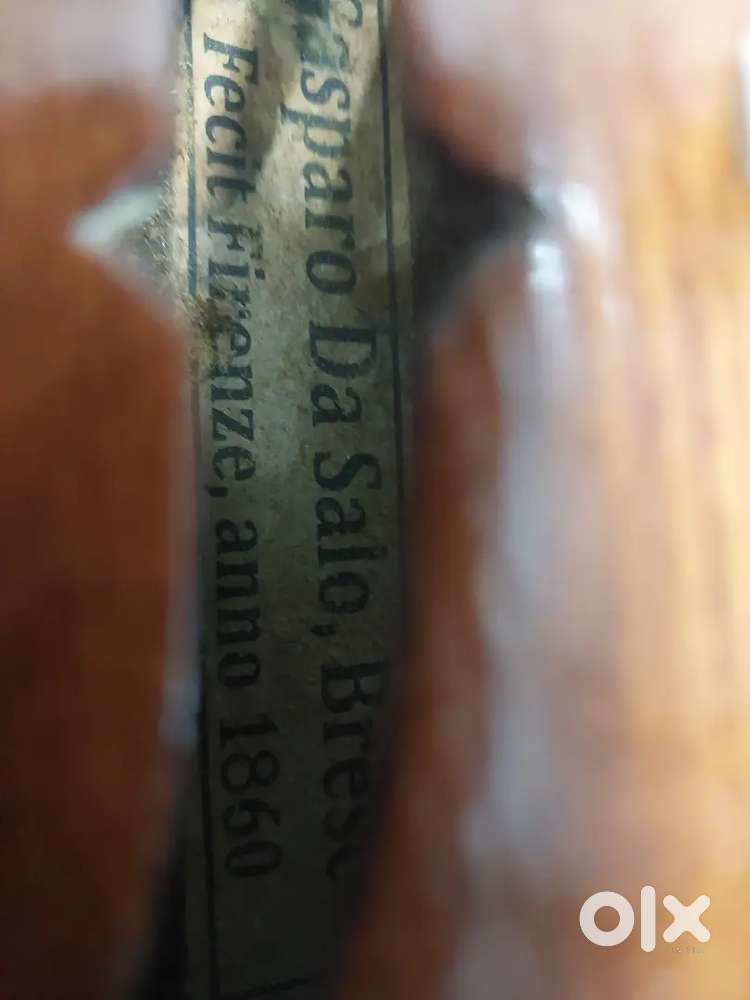 Gasparo Da Salo, Bresc
Fecit Firenze, anno 1860
olx